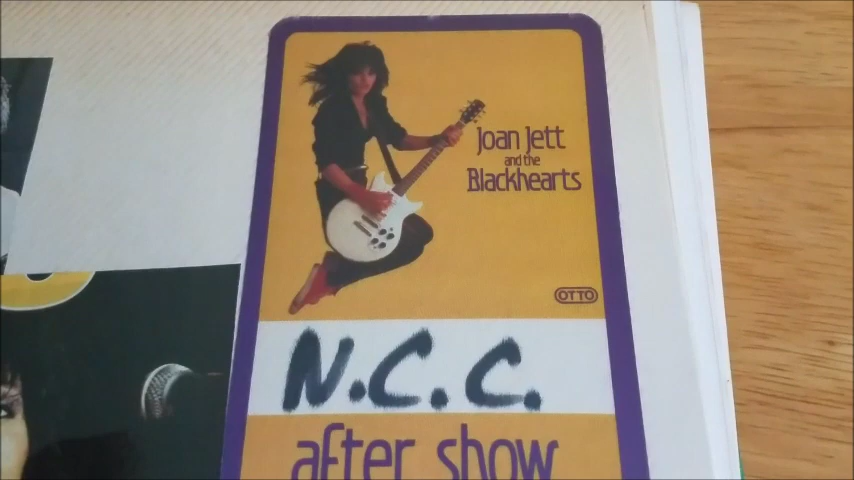 Joan Jett
and the
Blackhearts
OTTO
N.C.C.
after show